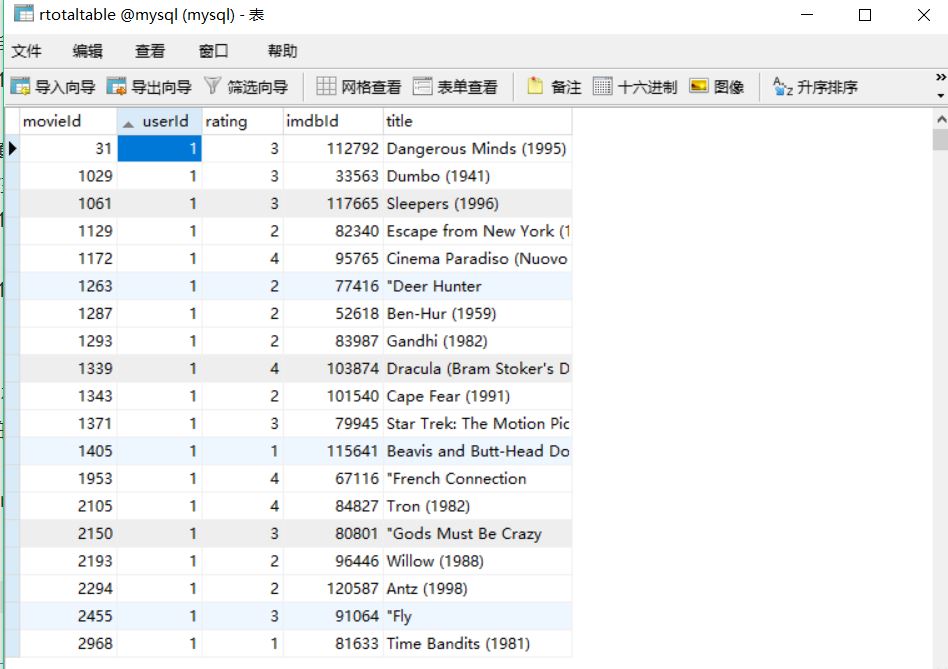 rtotaltable @mysql (mysql) - 表
文件 编辑 查看 窗口 帮助
导入向导 导出向导 筛选向导 网格查看 表单查看 备注 十六进制 图像 升序排序
movieId userId rating imdbId title
31 1 3 112792 Dangerous Minds (1995)
1029 1 3 33563 Dumbo (1941)
1061 1 3 117665 Sleepers (1996)
1129 1 2 82340 Escape from New York (1
1172 1 4 95765 Cinema Paradiso (Nuovo
1263 1 2 77416 "Deer Hunter
1287 1 2 52618 Ben-Hur (1959)
1293 1 2 83987 Gandhi (1982)
1339 1 4 103874 Dracula (Bram Stoker's D
1343 1 2 101540 Cape Fear (1991)
1371 1 3 79945 Star Trek: The Motion Pic
1405 1 1 115641 Beavis and Butt-Head Do
1953 1 4 67116 "French Connection
2105 1 4 84827 Tron (1982)
2150 1 3 80801 "Gods Must Be Crazy
2193 1 2 96446 Willow (1988)
2294 1 2 120587 Antz (1998)
2455 1 3 91064 "Fly
2968 1 1 81633 Time Bandits (1981)